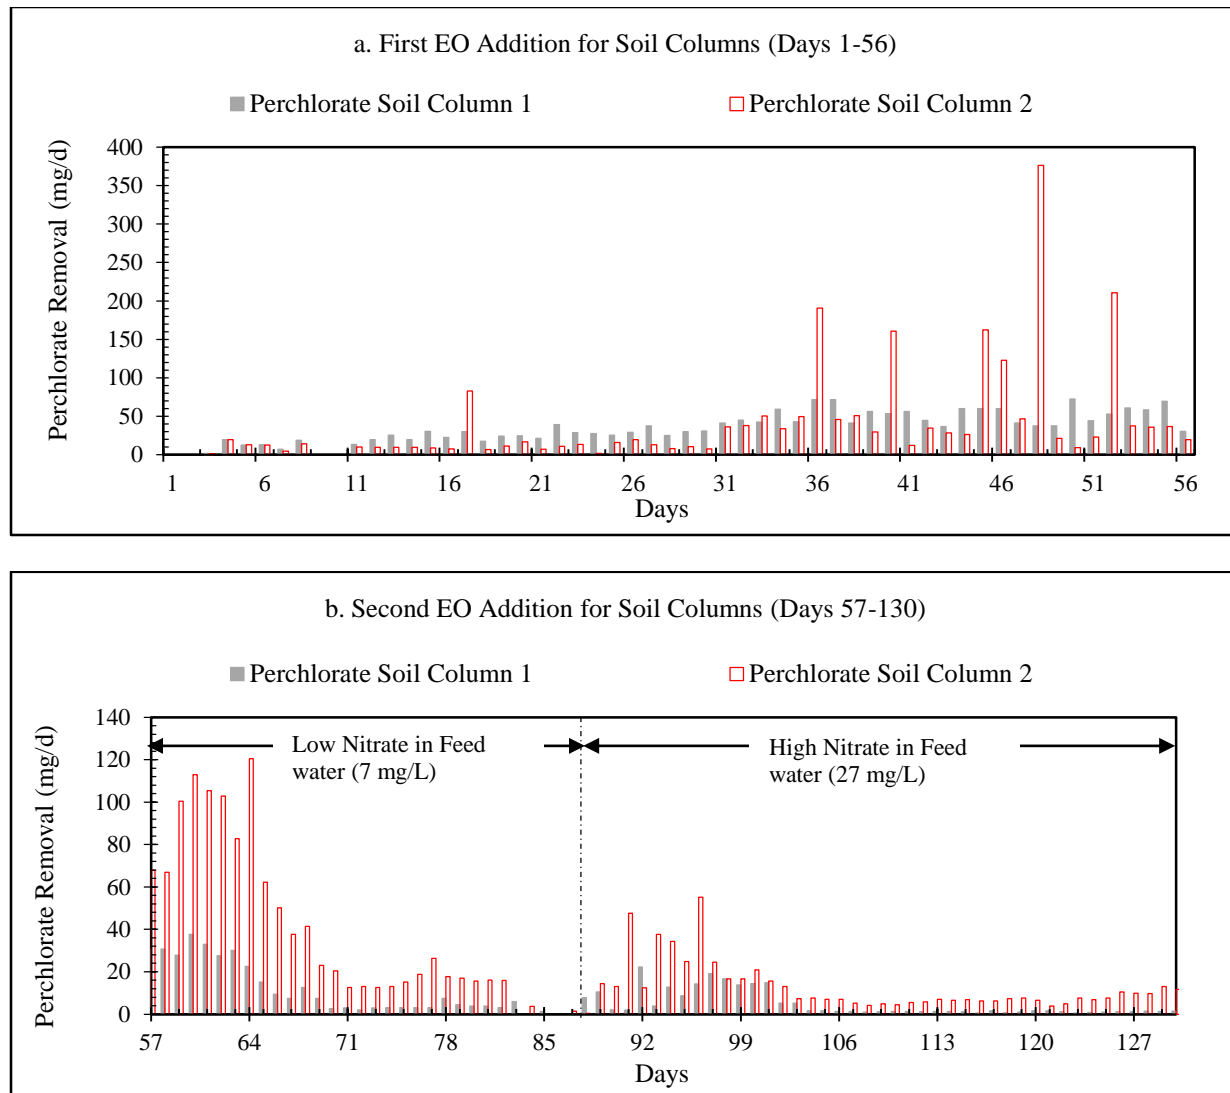 a. First EO Addition for Soil Columns (Days 1-56)
Perchlorate Soil Column 1
Perchlorate Soil Column 2
Perchlorate Removal (mg/d)
400
350
300
250
200
150
100
50
0
1 6 11 16 21 26 31 36 41 46 51 56
Days
b. Second EO Addition for Soil Columns (Days 57-130)
Perchlorate Soil Column 1
Perchlorate Soil Column 2
Perchlorate Removal (mg/d)
140
120
100
80
60
40
20
0
Low Nitrate in Feed
water (7 mg/L)
High Nitrate in Feed
water (27 mg/L)
57 64 71 78 85 92 99 106 113 120 127
Days